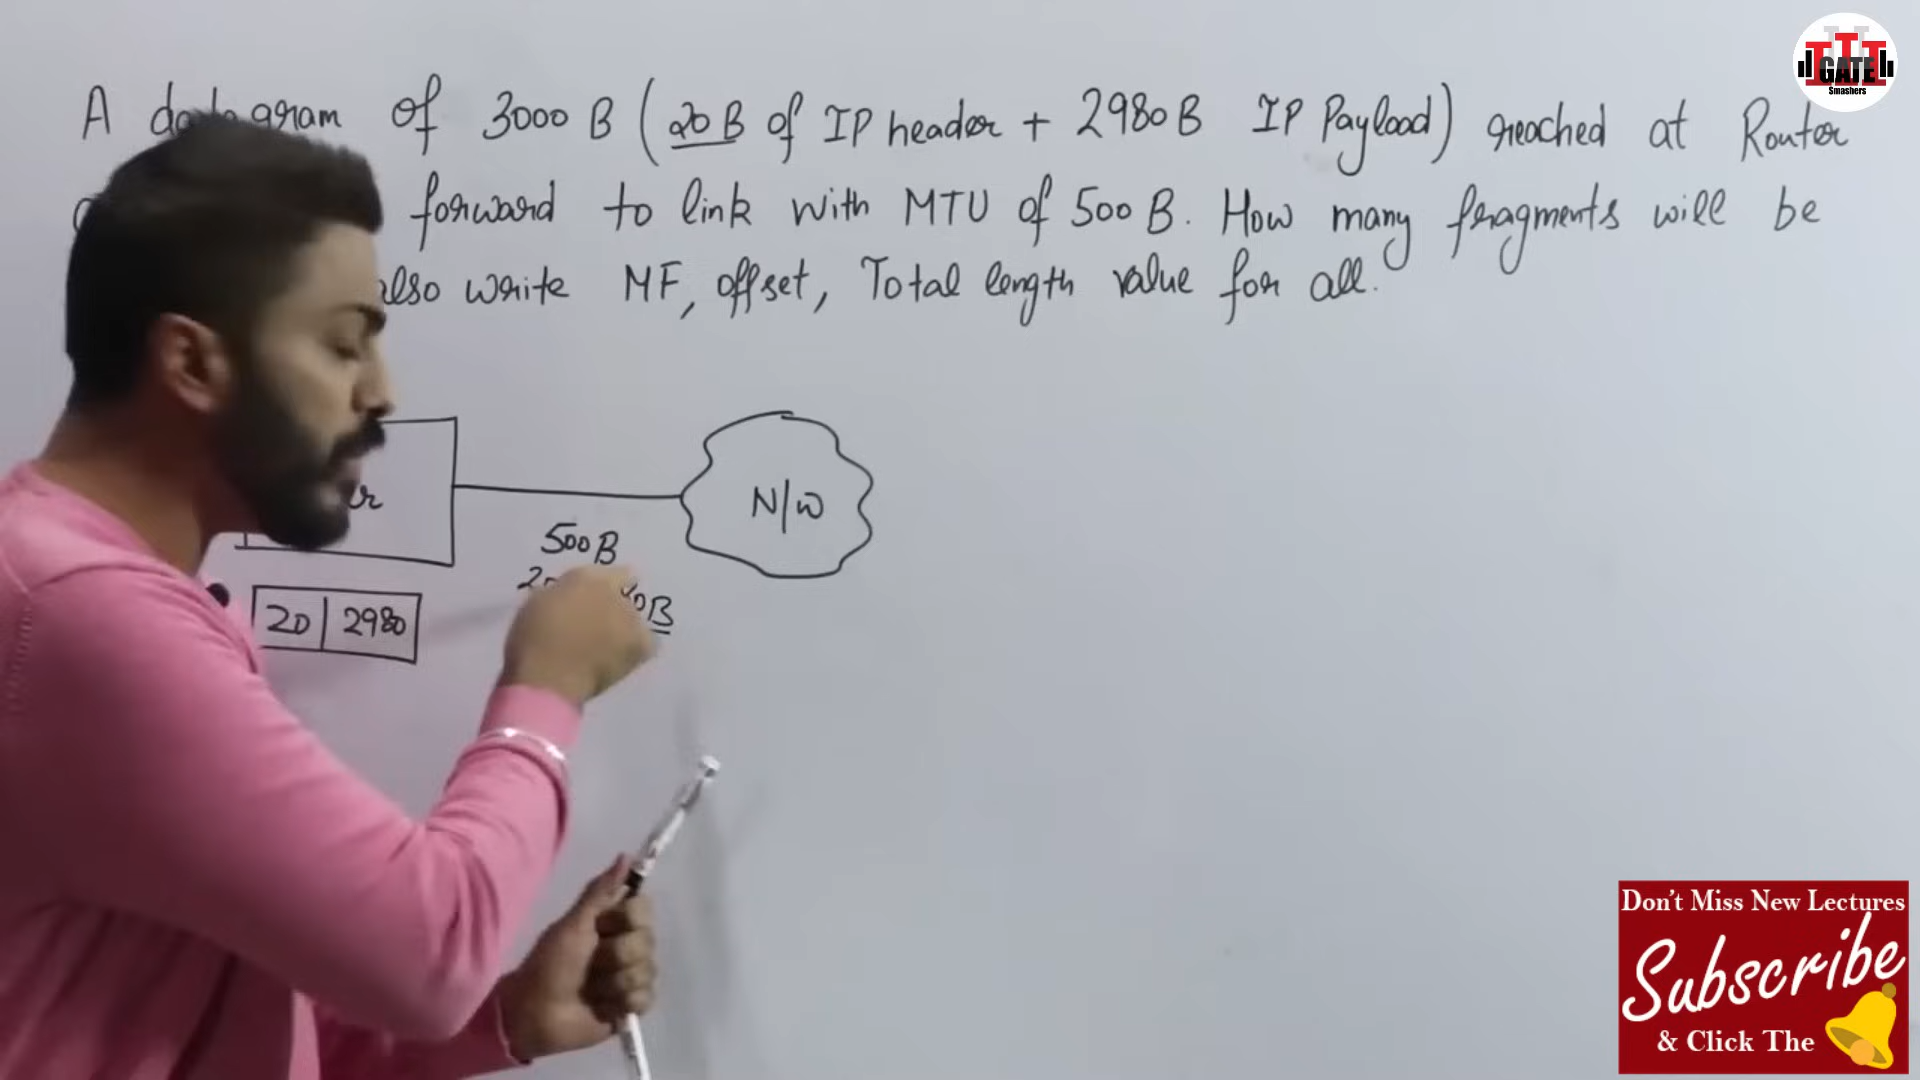 A datagram of 3000 B (20 B of IP header + 2980 B IP Payload) reached at Router
forward to link with MTU of 500 B. How many fragments will be
also write MF, offset, Total length value for all.
N/w
500 B
20 | 2980
GATE
Smashers
Don't Miss New Lectures
Subscribe
& Click The